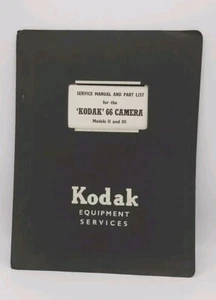 SERVICE MANUAL AND PART LIST
for the
'KODAK' 66 CAMERA
Models II and III
Kodak
EQUIPMENT
SERVICES